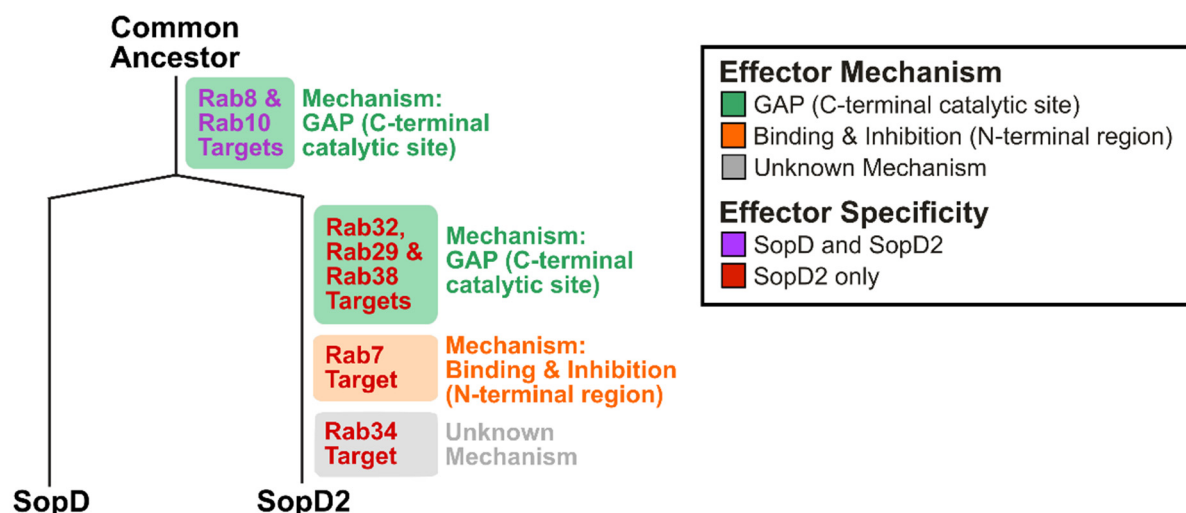 Common
Ancestor
Rab8 &
Rab10
Targets
Mechanism:
GAP (C-terminal
catalytic site)
Rab32,
Rab29 &
Rab38
Targets
Mechanism:
GAP (C-terminal
catalytic site)
Rab7
Target
Mechanism:
Binding & Inhibition
(N-terminal region)
Rab34
Target
Unknown
Mechanism
SopD
SopD2
Effector Mechanism
GAP (C-terminal catalytic site)
Binding & Inhibition (N-terminal region)
Unknown Mechanism
Effector Specificity
SopD and SopD2
SopD2 only